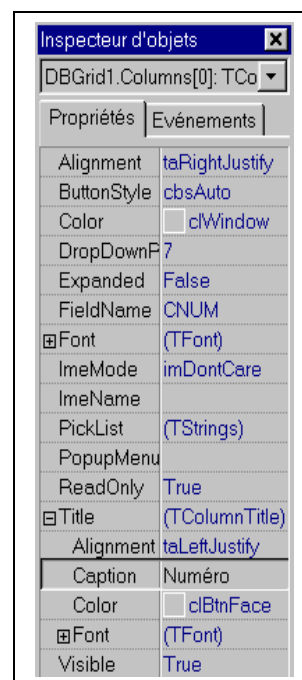 Inspecteur d'objets
DBGrid1.Columns[0]: TCo
Propriétés Evénements
Alignment taRightJustify
ButtonStyle cbsAuto
Color clWindow
DropDownP 7
Expanded False
FieldName CNUM
Font (TFont)
ImeMode imDontCare
ImeName
PickList (TStrings)
PopupMenu
ReadOnly True
Title (TColumnTitle)
Alignment taLeftJustify
Caption Numéro
Color clBtnFace
Font (TFont)
Visible True